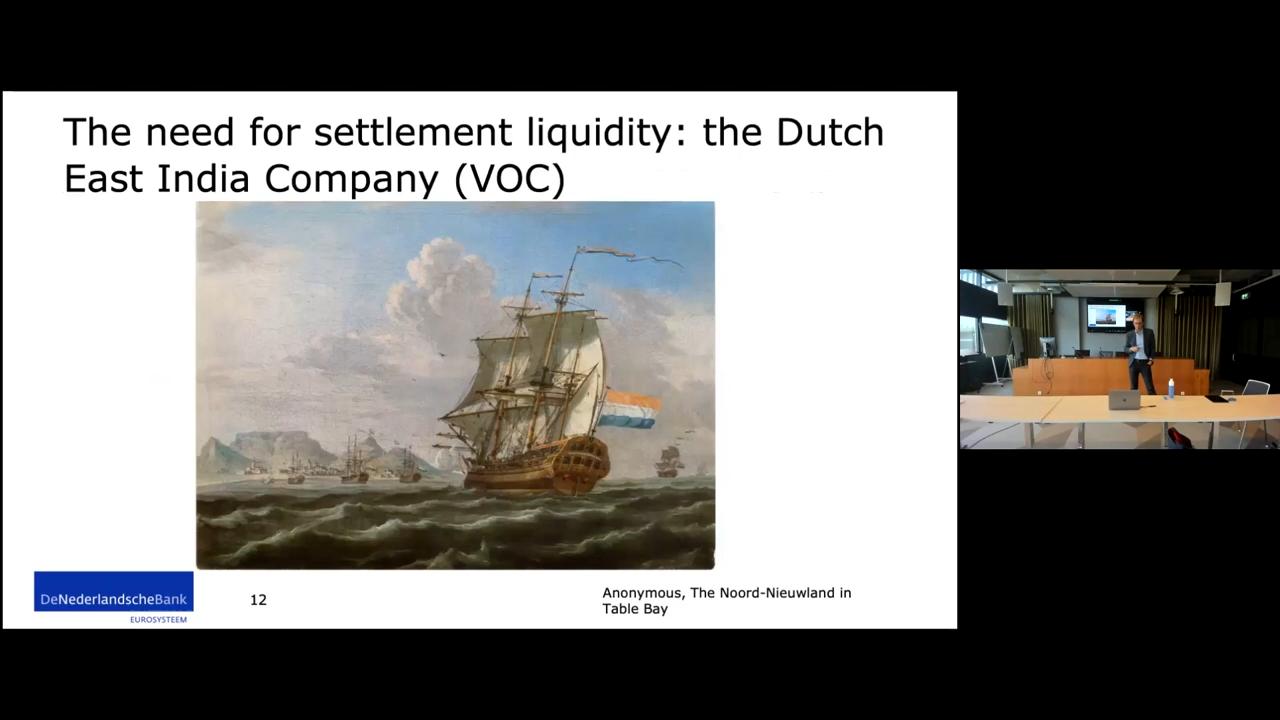 The need for settlement liquidity: the Dutch
East India Company (VOC)
DeNederlandscheBank
EUROSYSTEEM
12
Anonymous, The Noord-Nieuwland in
Table Bay